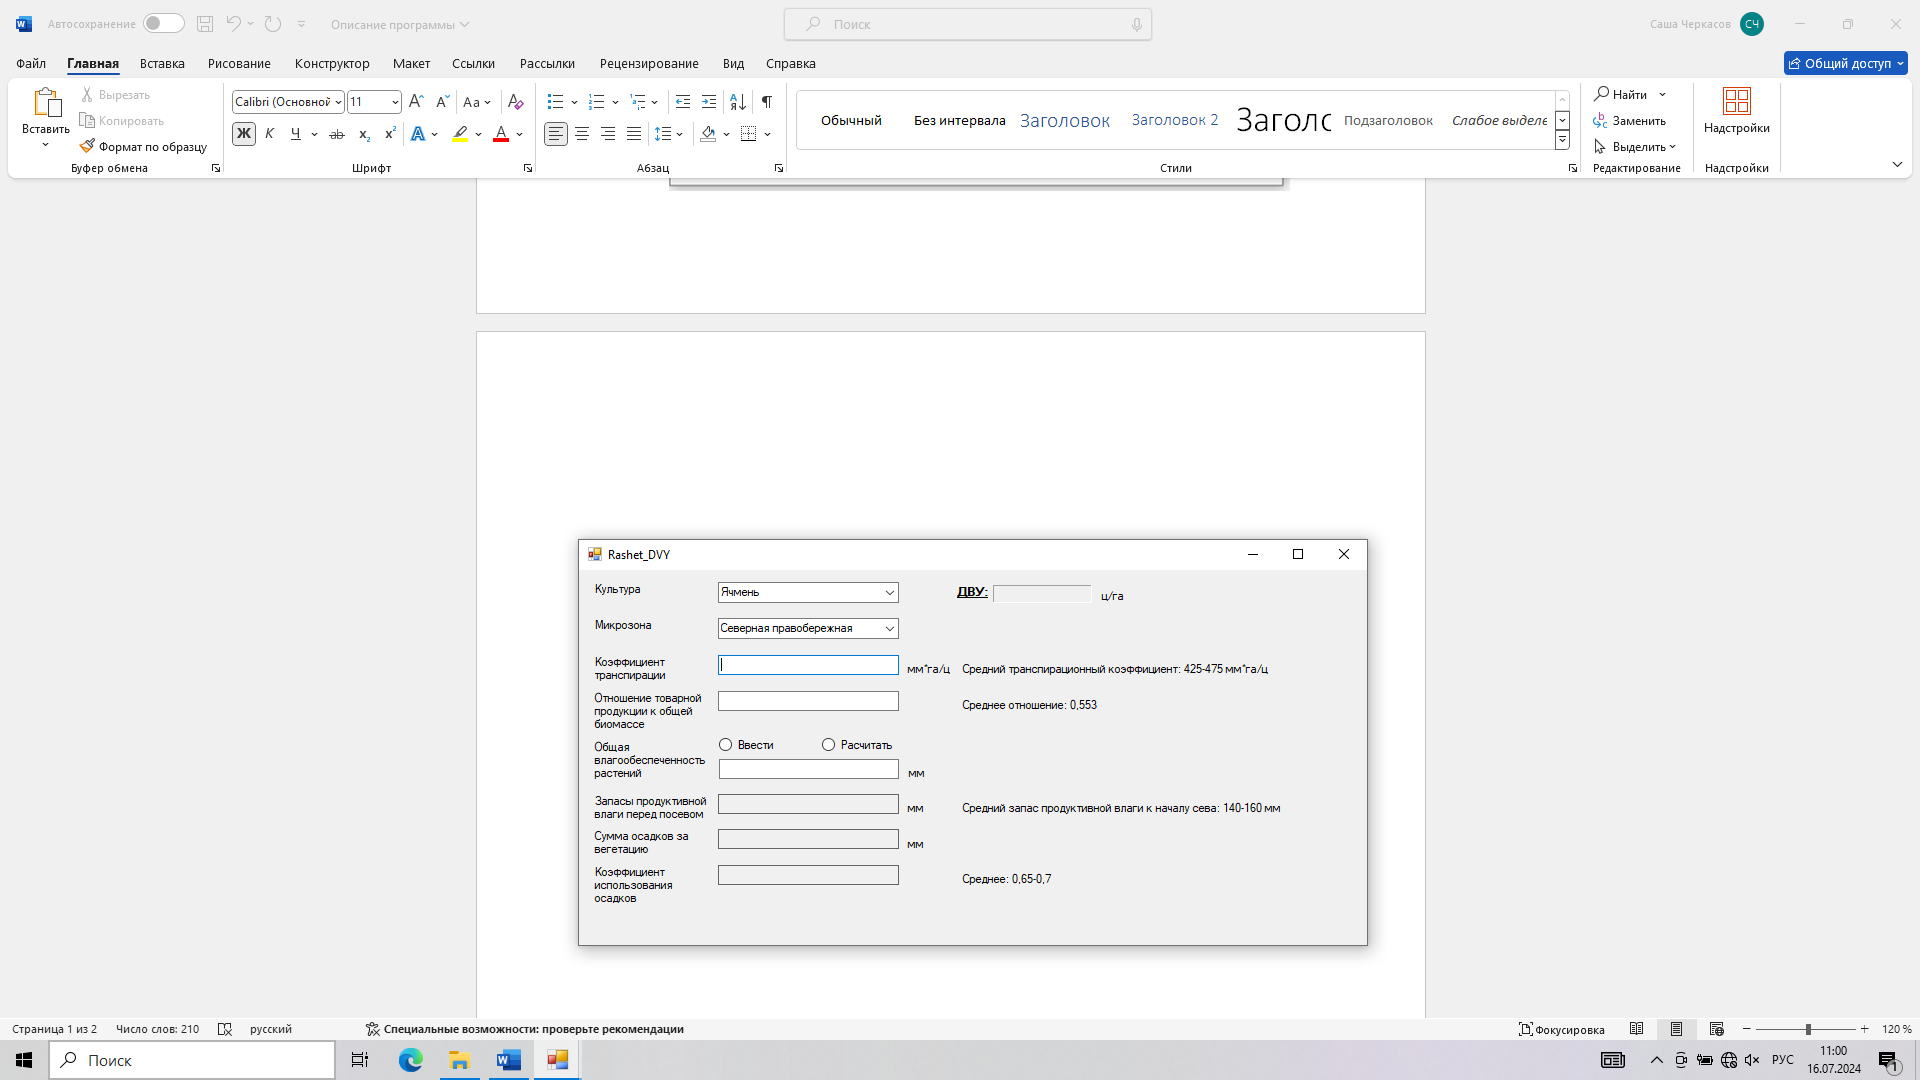 Автосохранение
Описание программы
Поиск
Саша Черкасов
СЧ
Файл
Главная
Вставка
Рисование
Конструктор
Макет
Ссылки
Рассылки
Рецензирование
Вид
Справка
Общий доступ
Вставить
Вырезать
Копировать
Формат по образцу
Буфер обмена
Calibri (Основной
11
Шрифт
Абзац
Обычный
Без интервала
Заголовок
Заголовок 2
Заголо
Подзаголовок
Слабое выделе
Стили
Найти
Заменить
Выделить
Редактирование
Надстройки
Надстройки
Rashet_DVY
Культура
Ячмень
ДВУ:
ц/га
Микрозона
Северная правобережная
Коэффициент
транспирации
мм*га/ц
Средний транспирационный коэффициент: 425-475 мм*га/ц
Отношение товарной
продукции к общей
биомассе
Среднее отношение: 0,553
Общая
влагообеспеченность
растений
Ввести
Расчитать
мм
Запасы продуктивной
влаги перед посевом
мм
Средний запас продуктивной влаги к началу сева: 140-160 мм
Сумма осадков за
вегетацию
мм
Коэффициент
использования
осадков
Среднее: 0,65-0,7
Страница 1 из 2
Число слов: 210
русский
Специальные возможности: проверьте рекомендации
Фокусировка
120 %
Поиск
РУС
11:00
16.07.2024
1